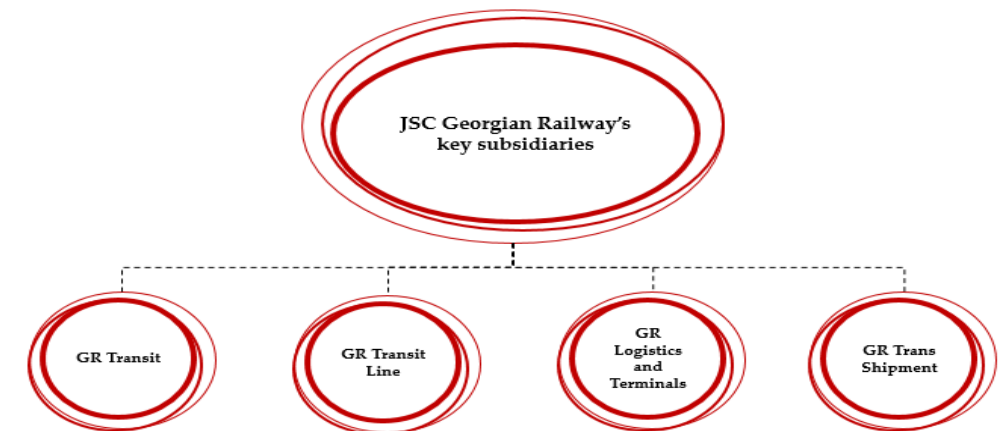 JSC Georgian Railway's
key subsidiaries
GR Transit
GR Transit
Line
GR
Logistics
and
Terminals
GR Trans
Shipment